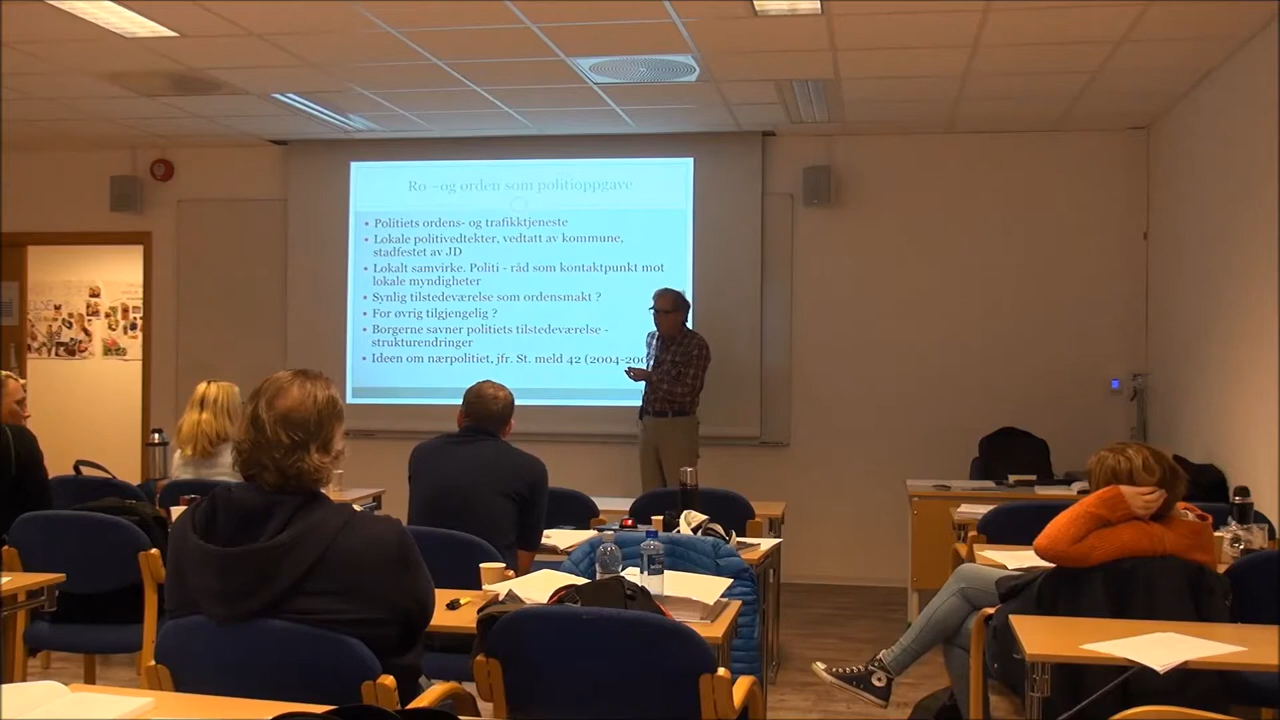 Ro –og orden som politioppgave
• Politiets ordens- og trafikktjeneste
• Lokale politivedtekter, vedtatt av kommune,
stadfestet av JD
• Lokalt samvirke. Politi - råd som kontaktpunkt mot
lokale myndigheter
• Synlig tilstedeværelse som ordensmakt ?
• For øvrig tilgjengelig ?
• Borgerne savner politiets tilstedeværelse -
strukturendringer
• Ideen om nærpolitiet, jfr. St. meld 42 (2004-200